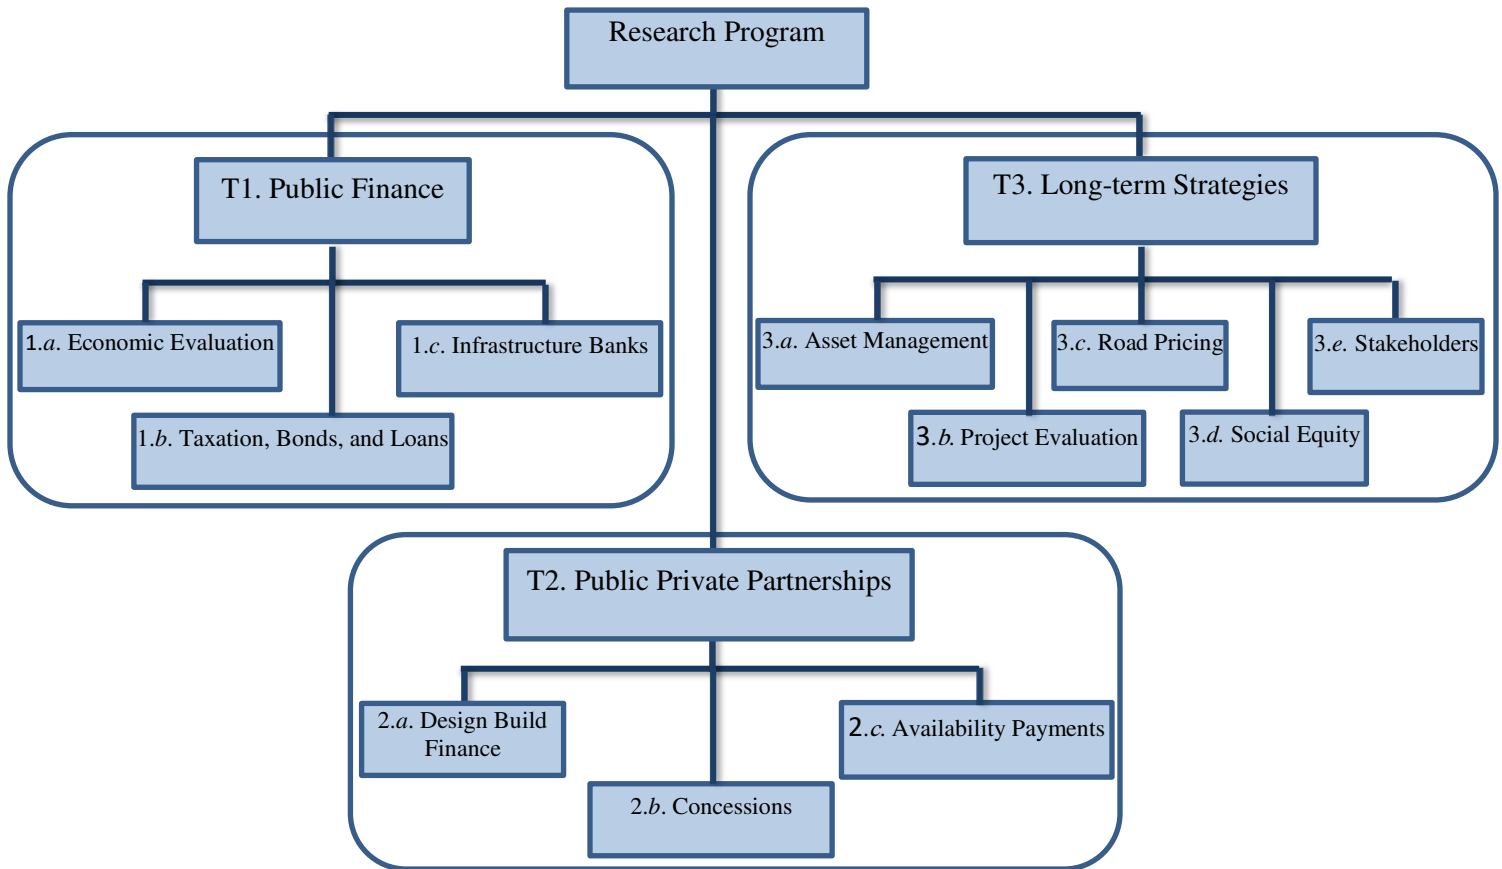 Research Program
T1. Public Finance
1.a. Economic Evaluation
1.c. Infrastructure Banks
1.b. Taxation, Bonds, and Loans
T3. Long-term Strategies
3.a. Asset Management
3.c. Road Pricing
3.e. Stakeholders
3.b. Project Evaluation
3.d. Social Equity
T2. Public Private Partnerships
2.a. Design Build
Finance
2.c. Availability Payments
2.b. Concessions